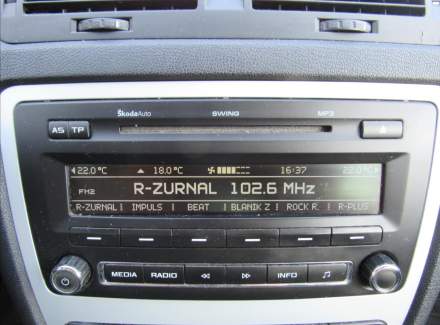 ŠkodaAuto SWING MP3
AS TP
22.0°C 18.0°C 16:37 22.0°C
FM2 R-ZURNAL 102.6 MHz
R-ZURNAL IMPULS BEAT BLANIK Z ROCK R. R-PLUS
MEDIA RADIO INFO